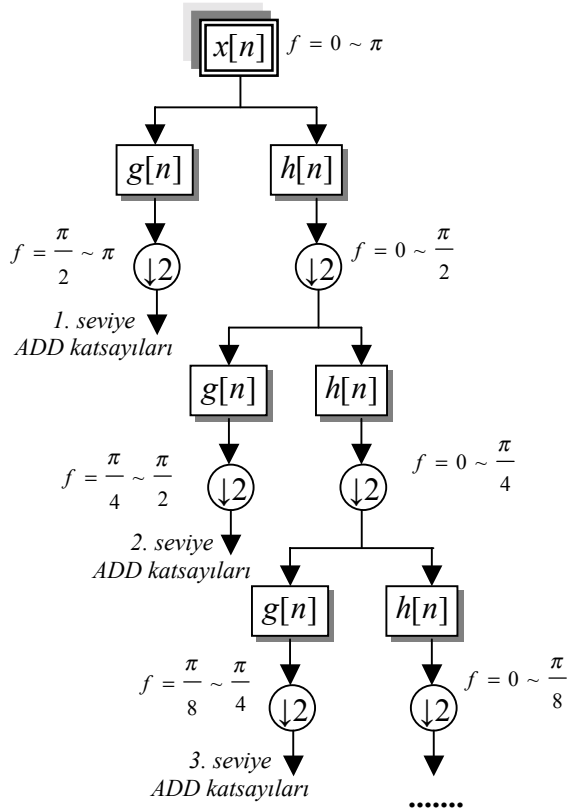 x[n] f = 0 ~ π
g[n] h[n]
f = π/2 ~ π ↓2 ↓2 f = 0 ~ π/2
1. seviye
ADD katsayıları
g[n] h[n]
f = π/4 ~ π/2 ↓2 ↓2 f = 0 ~ π/4
2. seviye
ADD katsayıları
g[n] h[n]
f = π/8 ~ π/4 ↓2 ↓2 f = 0 ~ π/8
3. seviye
ADD katsayıları
.......